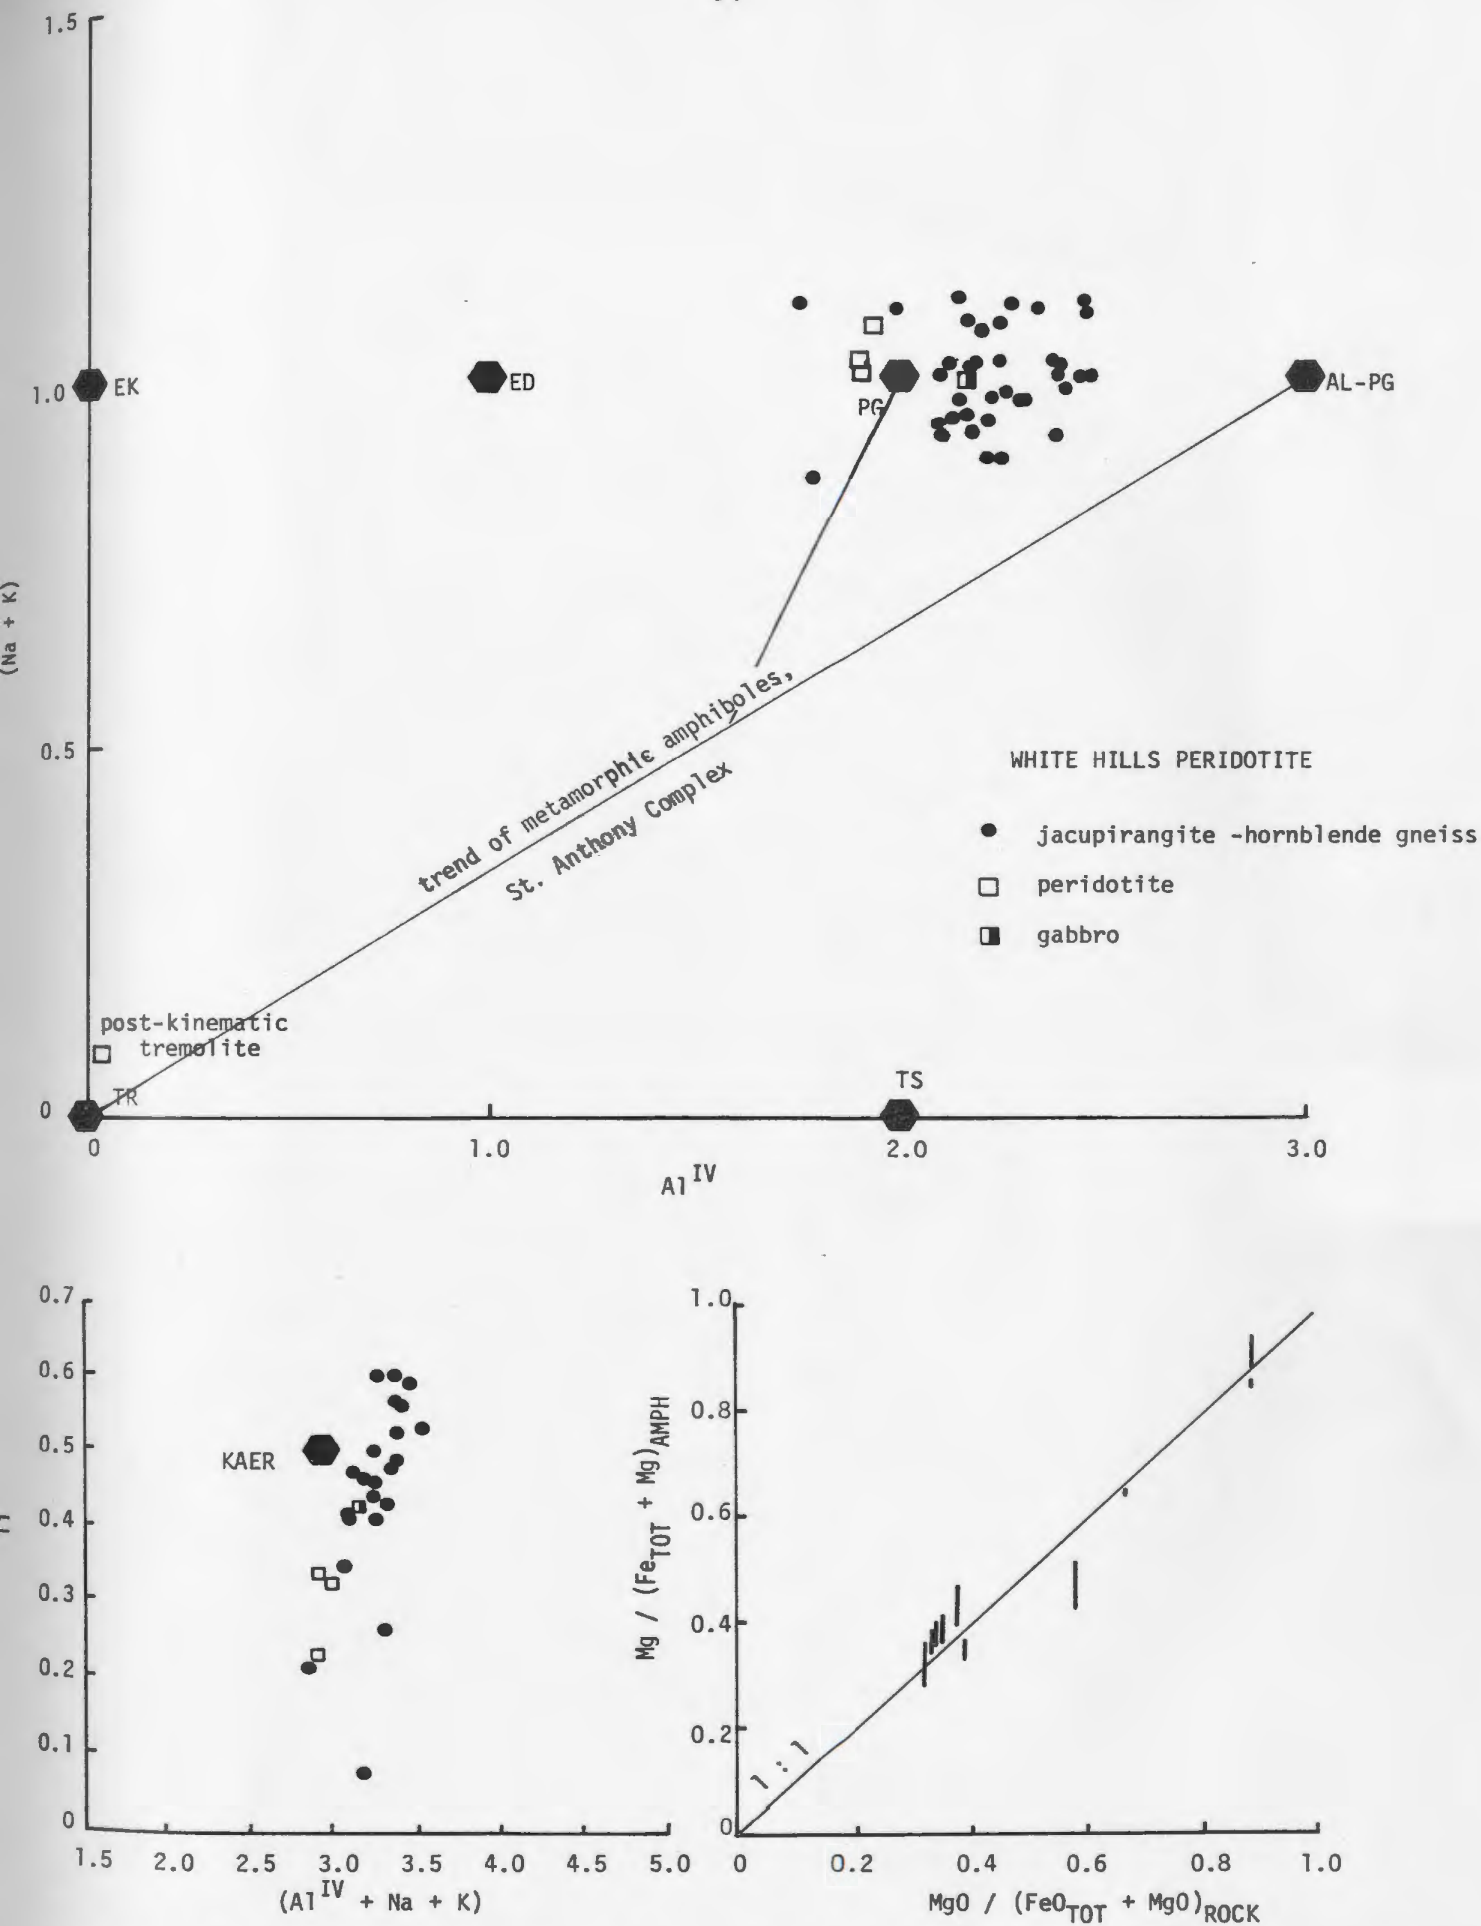 1.5
1.0
EK
ED
PG
AL-PG
(Na + K)
0.5
trend of metamorphic amphiboles,
St. Anthony Complex
WHITE HILLS PERIDOTITE
jacupirangite -hornblende gneiss
peridotite
gabbro
post-kinematic
tremolite
TR
TS
0
0 1.0 2.0 3.0
Al IV
0.7
0.6
0.5
0.4
0.3
0.2
0.1
0
KAER
1.5 2.0 2.5 3.0 3.5 4.0 4.5 5.0
(Al IV + Na + K)
1.0
0.8
0.6
0.4
0.2
0
Mg / (FeTOT + Mg)AMPH
1 : 1
0 0.2 0.4 0.6 0.8 1.0
MgO / (FeOTOT + MgO)ROCK